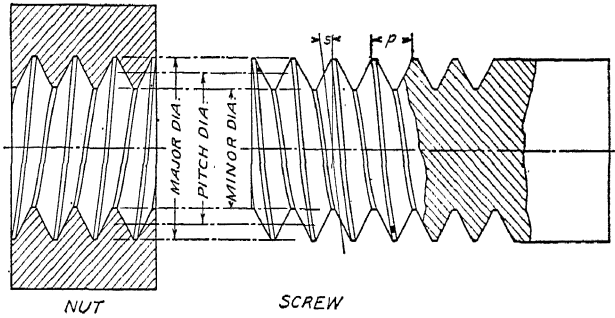 s
p
MAJOR DIA.
PITCH DIA.
MINOR DIA.
NUT
SCREW